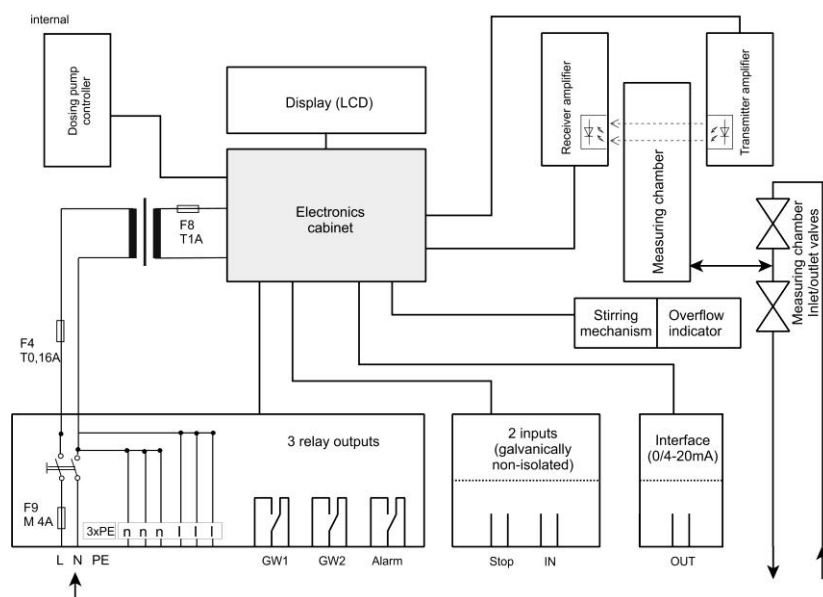 internal
Dosing pump
controller
Display (LCD)
Receiver amplifier
Transmitter amplifier
Measuring chamber
Measuring chamber
Inlet/outlet valves
Electronics
cabinet
F8
T1A
F4
T0,16A
Stirring
mechanism
Overflow
indicator
3 relay outputs
2 inputs
(galvanically
non-isolated)
Interface
(0/4-20mA)
F9
M 4A
3xPE n n n l l l
L N PE
GW1
GW2
Alarm
Stop
IN
OUT